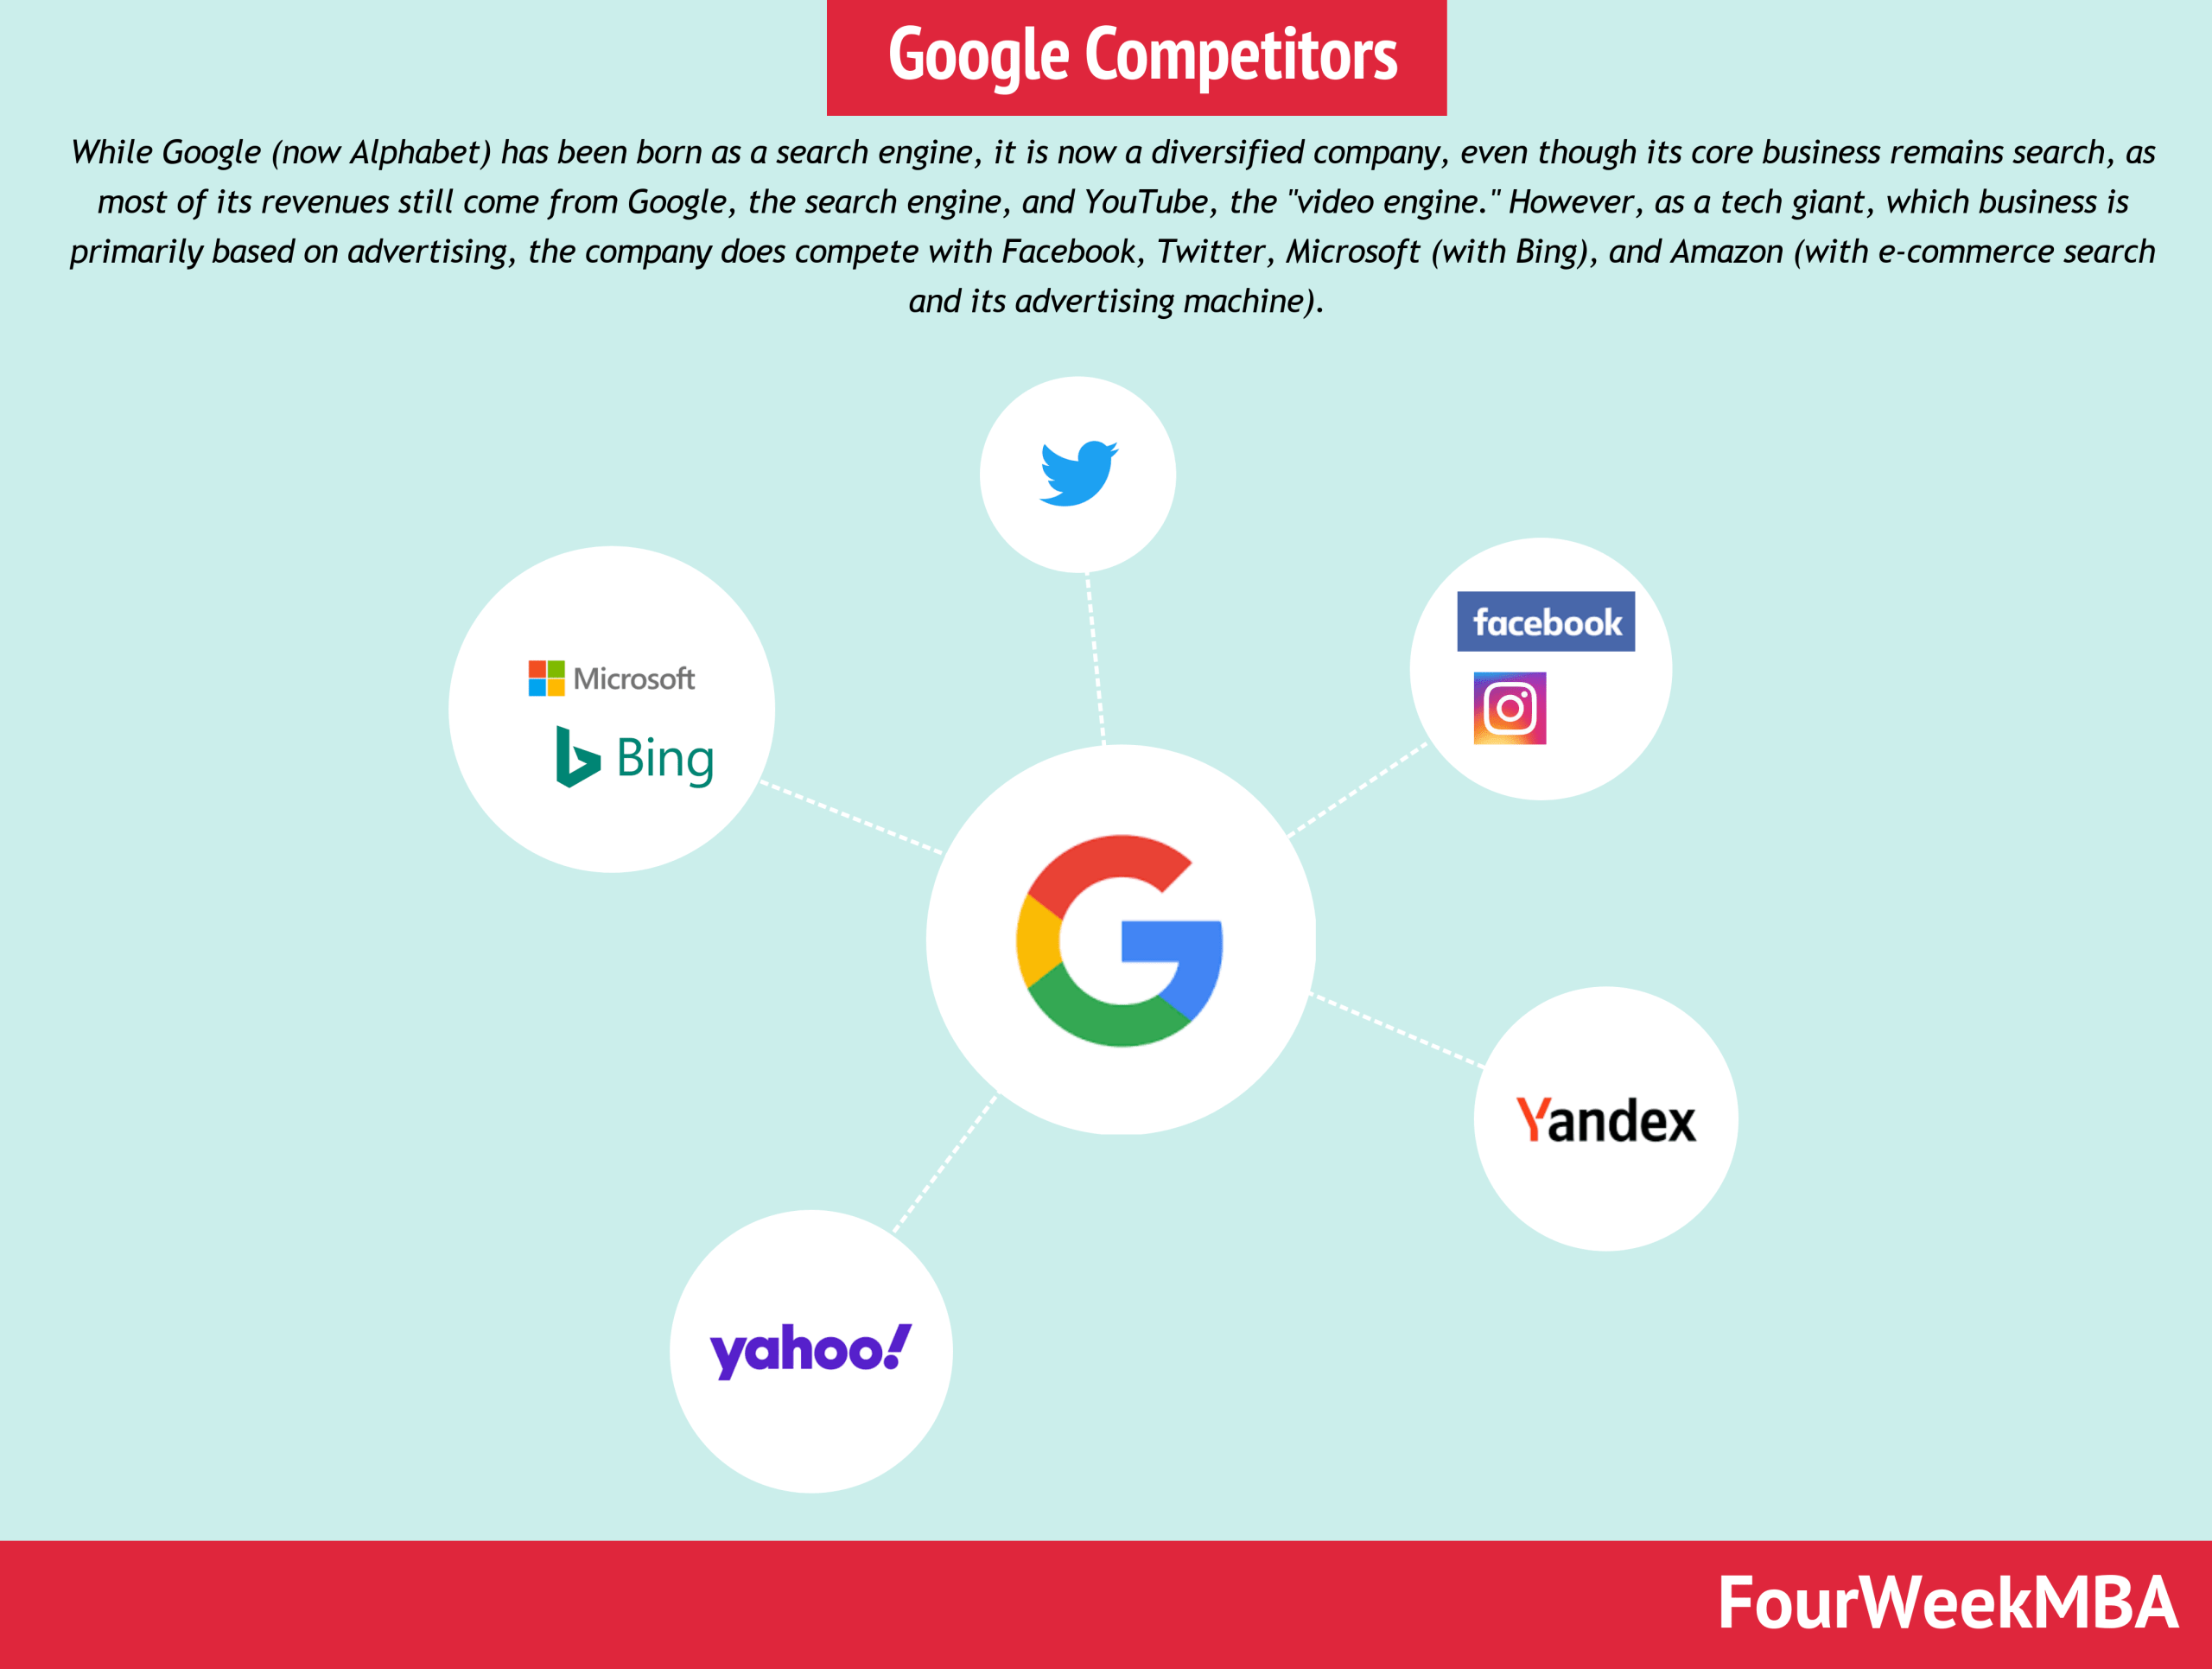 Google Competitors
While Google (now Alphabet) has been born as a search engine, it is now a diversified company, even though its core business remains search, as
most of its revenues still come from Google, the search engine, and YouTube, the "video engine." However, as a tech giant, which business is
primarily based on advertising, the company does compete with Facebook, Twitter, Microsoft (with Bing), and Amazon (with e-commerce search
and its advertising machine).
facebook
Microsoft
Bing
Yandex
yahoo!
FourWeekMBA